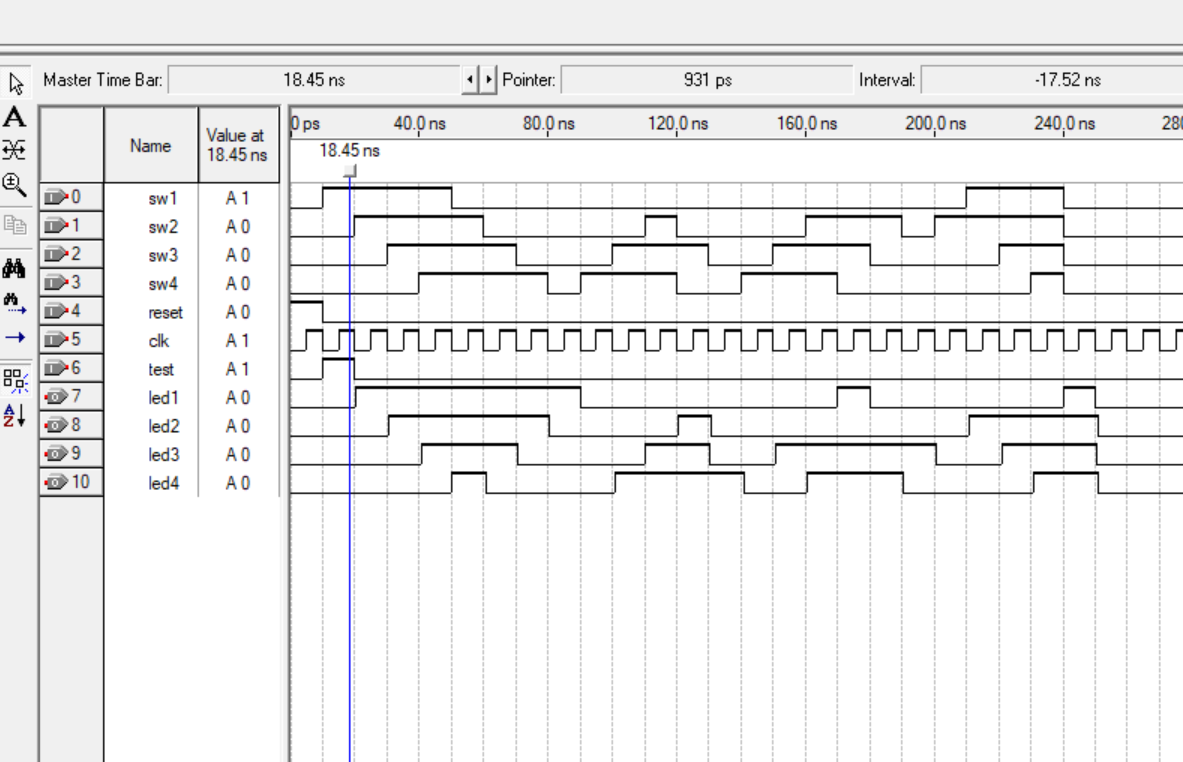 Master Time Bar: 18.45 ns Pointer: 931 ps Interval: -17.52 ns
A
Name Value at 18.45 ns 0 ps 40.0 ns 80.0 ns 120.0 ns 160.0 ns 200.0 ns 240.0 ns 280
18.45 ns
0 sw1 A 1
1 sw2 A 0
2 sw3 A 0
3 sw4 A 0
4 reset A 0
5 clk A 1
6 test A 1
7 led1 A 0
8 led2 A 0
9 led3 A 0
10 led4 A 0
A
Z